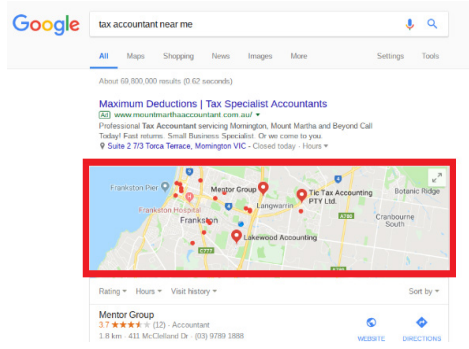 Google
tax accountant near me
All Maps Shopping News Images More Settings Tools
About 69,800,000 results (0.62 seconds)
Maximum Deductions | Tax Specialist Accountants
Ad www.mountmarthaaccountant.com.au/
Professional Tax Accountant servicing Mornington, Mount Martha and Beyond Call
Today! Fast returns. Small Business Specialist. Or we come to you.
Suite 2 7/3 Torca Terrace, Mornington VIC - Closed today - Hours
Frankston Pier
Mentor Group
Tic Tax Accounting
PTY Ltd.
Botanic Ridge
Frankston Hospital
Langwarrin
Frankston
A780
Cranbourne
South
Lakewood Accounting
C777
Rating Hours Visit history Sort by
Mentor Group
3.7 (12) · Accountant
1.8 km · 411 McClelland Dr · (03) 9789 1888
WEBSITE DIRECTIONS